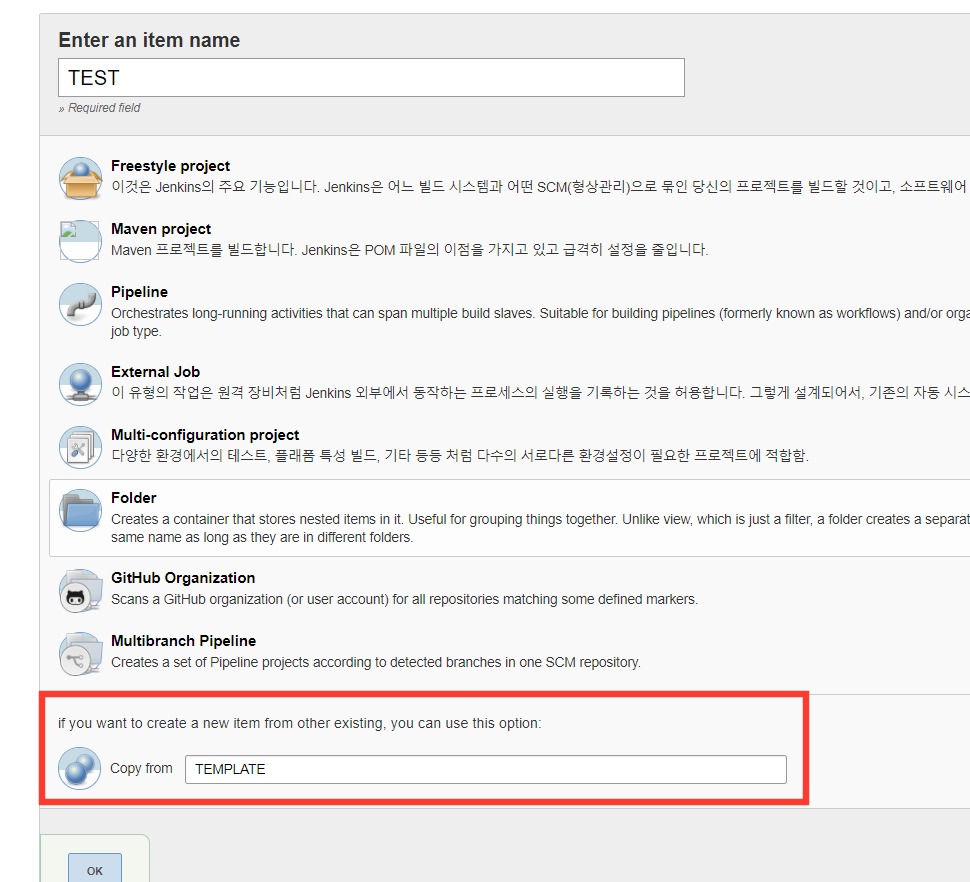 Enter an item name
TEST
» Required field
Freestyle project
이것은 Jenkins의 주요 기능입니다. Jenkins은 어느 빌드 시스템과 어떤 SCM(형상관리)으로 묶인 당신의 프로젝트를 빌드할 것이고, 소프트웨어
Maven project
Maven 프로젝트를 빌드합니다. Jenkins은 POM 파일의 이점을 가지고 있고 급격히 설정을 줄입니다.
Pipeline
Orchestrates long-running activities that can span multiple build slaves. Suitable for building pipelines (formerly known as workflows) and/or orga
job type.
External Job
이 유형의 작업은 원격 장비처럼 Jenkins 외부에서 동작하는 프로세스의 실행을 기록하는 것을 허용합니다. 그렇게 설계되어서, 기존의 자동 시스
Multi-configuration project
다양한 환경에서의 테스트, 플래폼 특성 빌드, 기타 등등 처럼 다수의 서로다른 환경설정이 필요한 프로젝트에 적합함.
Folder
Creates a container that stores nested items in it. Useful for grouping things together. Unlike view, which is just a filter, a folder creates a separat
same name as long as they are in different folders.
GitHub Organization
Scans a GitHub organization (or user account) for all repositories matching some defined markers.
Multibranch Pipeline
Creates a set of Pipeline projects according to detected branches in one SCM repository.
if you want to create a new item from other existing, you can use this option:
Copy from
TEMPLATE
OK